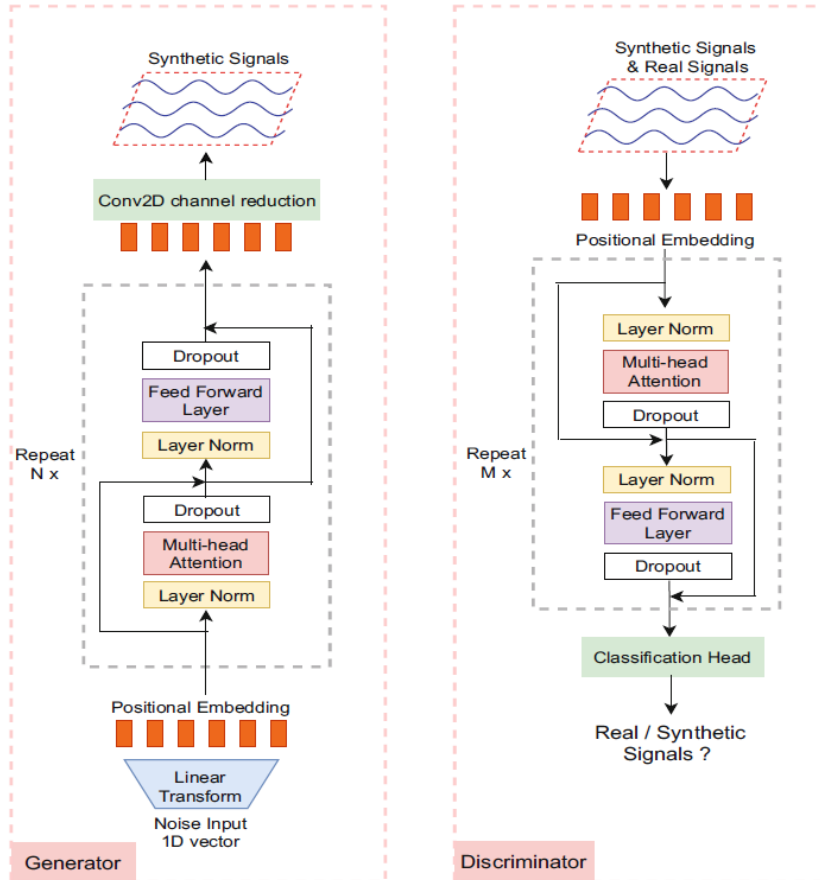 Synthetic Signals
Conv2D channel reduction
Dropout
Feed Forward
Layer
Layer Norm
Repeat
N x
Dropout
Multi-head
Attention
Layer Norm
Positional Embedding
Linear
Transform
Noise Input
1D vector
Generator
Synthetic Signals
& Real Signals
Positional Embedding
Layer Norm
Multi-head
Attention
Dropout
Repeat
M x
Layer Norm
Feed Forward
Layer
Dropout
Classification Head
Real / Synthetic
Signals ?
Discriminator